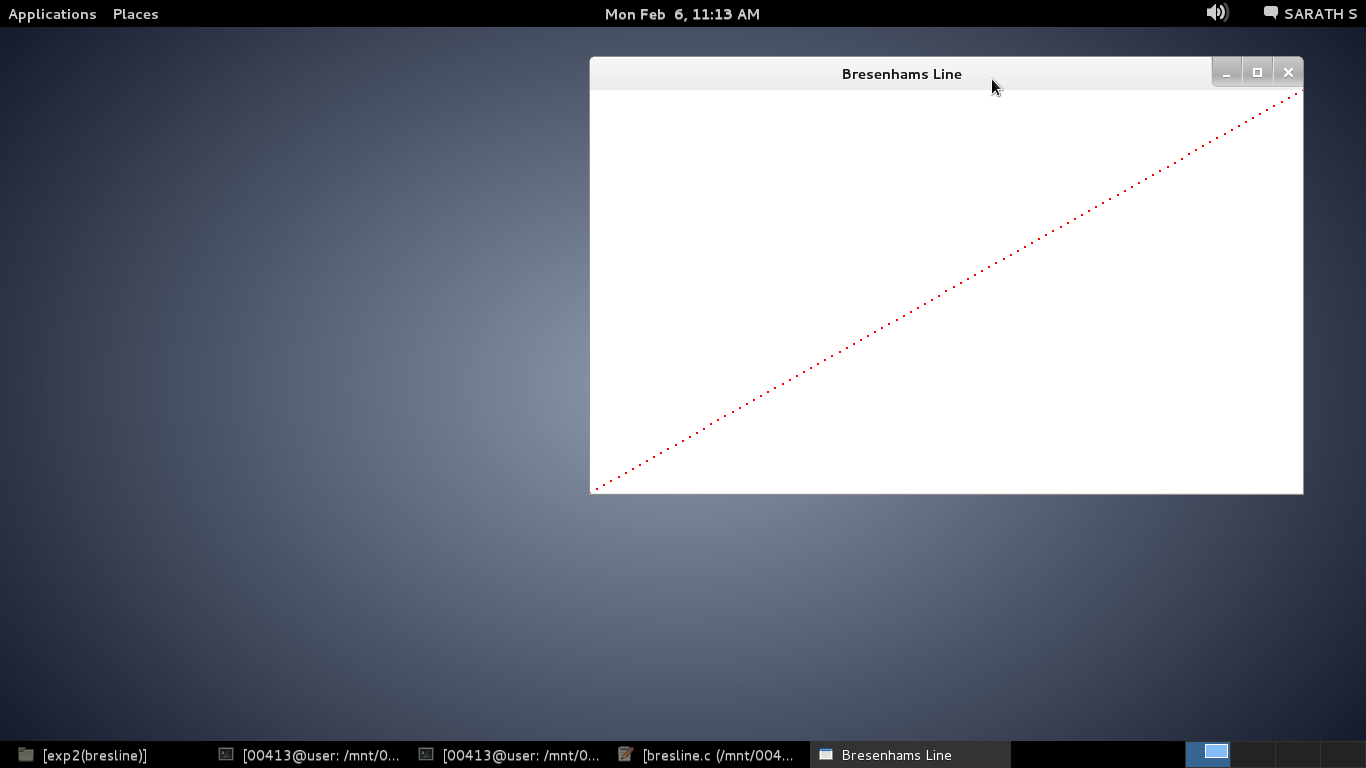 Applications Places Mon Feb 6, 11:13 AM SARATH S
Bresenhams Line
[exp2(bresline)] [00413@user: /mnt/0... [00413@user: /mnt/0... [bresline.c (/mnt/004... Bresenhams Line